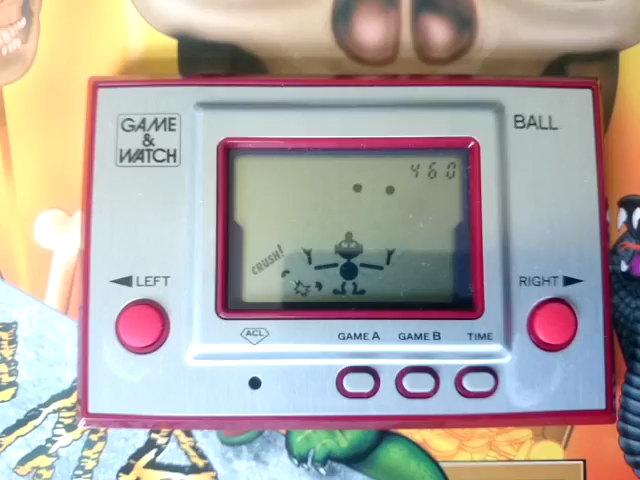 GAME
&
WATCH
BALL
460
CRUSH!
◀LEFT
RIGHT▶
ACL
GAME A
GAME B
TIME